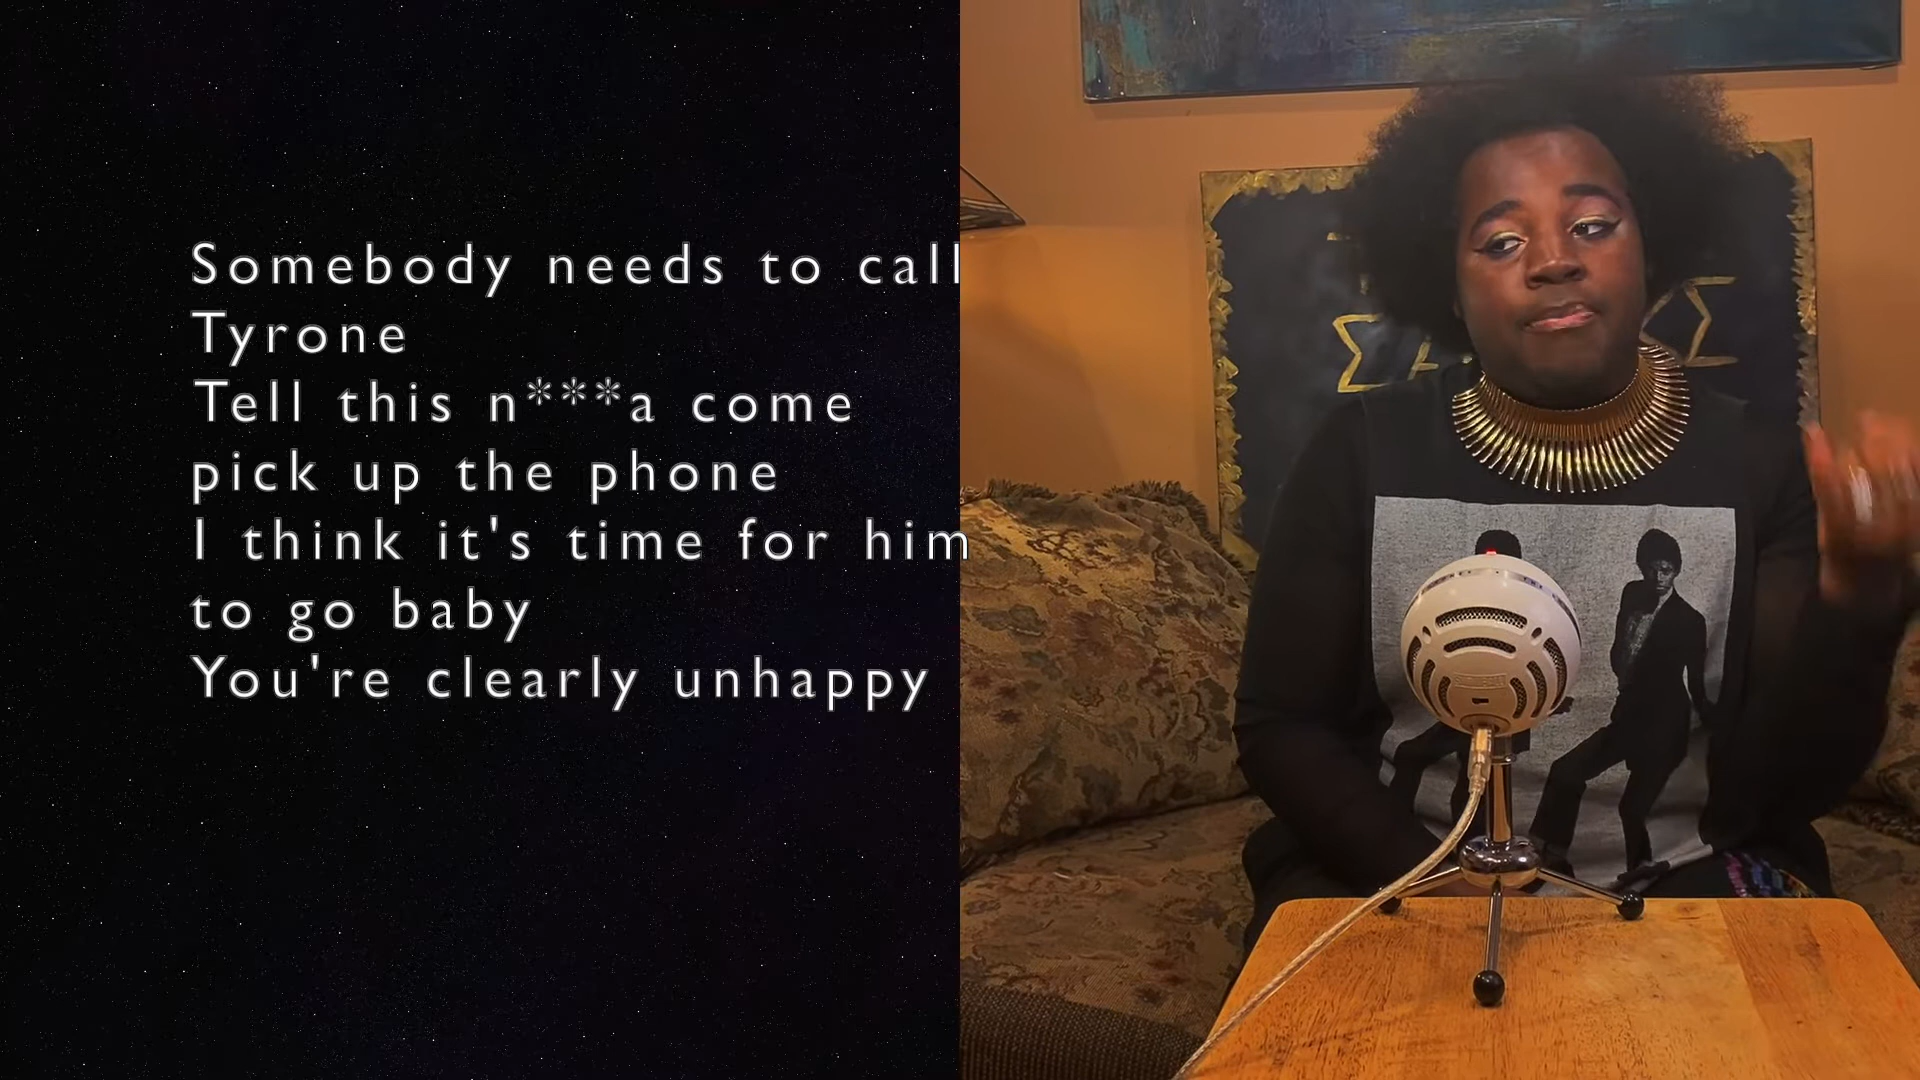 Somebody needs to call
Tyrone
Tell this n***a come
pick up the phone
I think it's time for him
to go baby
You're clearly unhappy